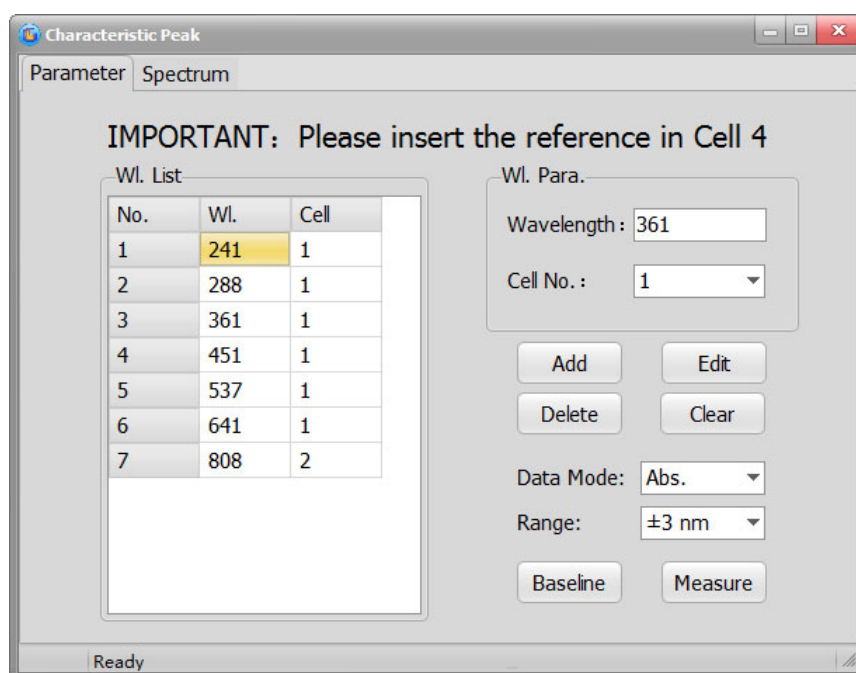 Characteristic Peak
Parameter Spectrum
IMPORTANT: Please insert the reference in Cell 4
Wl. List
No. Wl. Cell
1 241 1
2 288 1
3 361 1
4 451 1
5 537 1
6 641 1
7 808 2
Wl. Para.
Wavelength: 361
Cell No.: 1
Add Edit
Delete Clear
Data Mode: Abs.
Range: ±3 nm
Baseline Measure
Ready